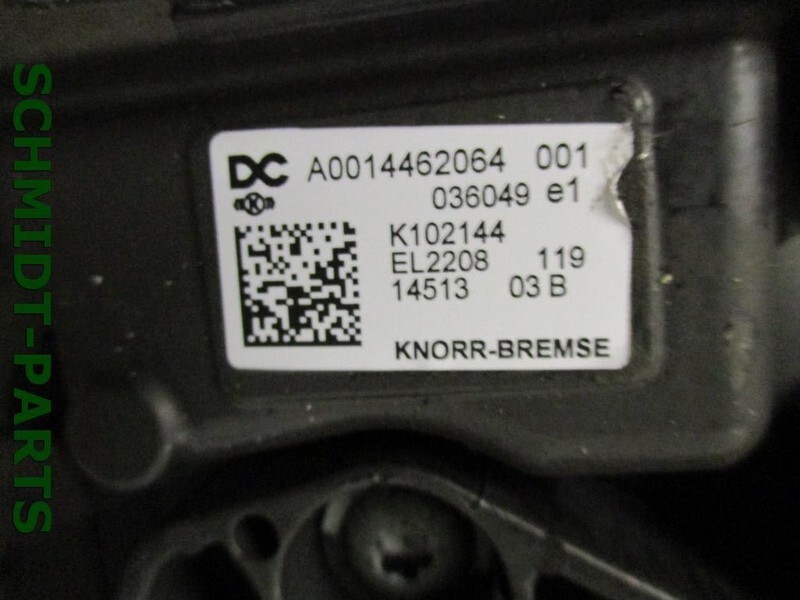 SCHMIDT-PARTS
DC A0014462064 001
036049 e1
K102144
EL2208 119
14513 03 B
KNORR-BREMSE